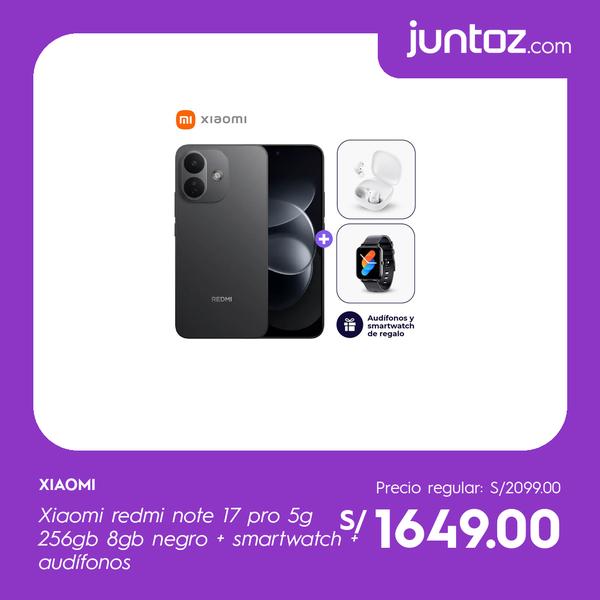 juntoz.com
mi xiaomi
REDMI
Audífonos y
smartwatch
de regalo
XIAOMI
Precio regular: S/2099.00
Xiaomi redmi note 17 pro 5g
256gb 8gb negro + smartwatch +
audífonos
S/ 1649.00